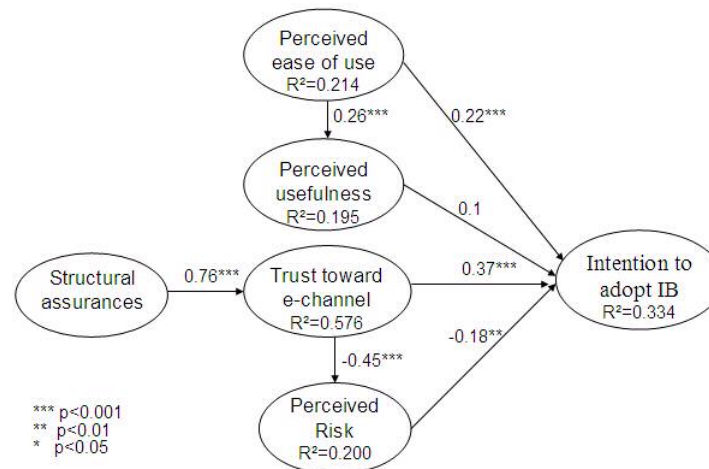 Perceived
ease of use
R²=0.214
0.26***
0.22***
Perceived
usefulness
R²=0.195
0.1
Structural
assurances
0.76***
Trust toward
e-channel
R²=0.576
0.37***
Intention to
adopt IB
R²=0.334
-0.45***
-0.18**
Perceived
Risk
R²=0.200
*** p<0.001
** p<0.01
* p<0.05